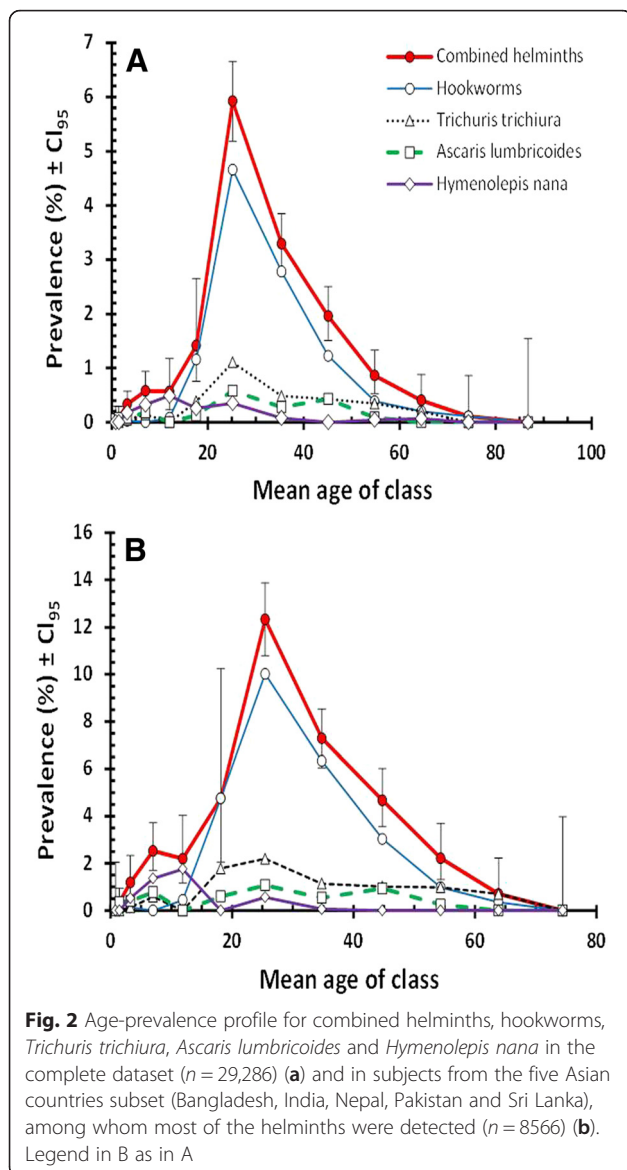 A
Prevalence (%) ± CI95
7
6
5
4
3
2
1
0
Combined helminths
Hookworms
Trichuris trichiura
Ascaris lumbricoides
Hymenolepis nana
0 20 40 60 80 100
Mean age of class
B
Prevalence (%) ± CI95
16
14
12
10
8
6
4
2
0
0 20 40 60 80
Mean age of class
Fig. 2 Age-prevalence profile for combined helminths, hookworms,
Trichuris trichiura, Ascaris lumbricoides and Hymenolepis nana in the
complete dataset (n = 29,286) (a) and in subjects from the five Asian
countries subset (Bangladesh, India, Nepal, Pakistan and Sri Lanka),
among whom most of the helminths were detected (n = 8566) (b).
Legend in B as in A